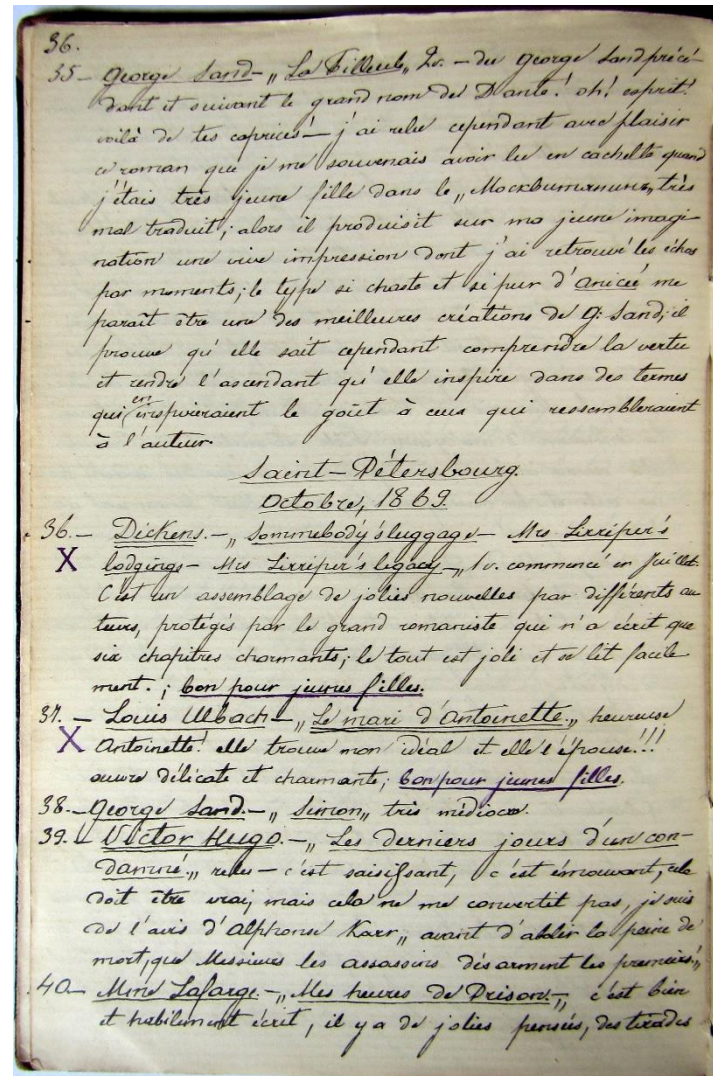 36.
35 – George Sand – „La Filleule„ 2v. – du George Sand précé-
dant et suivant le grand nom de Dante! oh! esprit!
voilà de tes caprices! – j'ai relu cependant avec plaisir
ce roman que je me souvenais avoir lu en cachette quand
j'étais très jeune fille dans le „Москвитянинѣ„ très
mal traduit; alors il produisit sur ma jeune imagi
nation une vive impression dont j'ai retrouvé les échos
par moments; le type si chaste et si pur d'Anicée me
paraît être une des meilleures créations de G. Sand; il
prouve qu'elle sait cependant comprendre la vertu
et rendre l'ascendant qu'elle inspire dans des termes
qui en inspireraient le goût à ceux qui ressembleraient
à l'auteur.
Saint–Pétersbourg.
Octobre, 1869.
36. – Dickens. – „Sommebody's luggage – Mrs Lirriper's
X lodgings – Mrs Lirriper's legacy –„ 1v. commencé en Juillet.
C'est un assemblage de jolies nouvelles par différents au
teurs, protégés par le grand romaniste qui n'a écrit que
six chapitres charmants; le tout est joli et se lit facile
ment. ; bon pour jeunes filles.
37. – Louis Ulbach – „Le mari d'Antoinette„ heureuse
X Antoinette! elle trouve mon idéal et elle l'épouse!!!
œuvre délicate et charmante; bon pour jeunes filles.
38. – George Sand. – „Simon„ très médiocre.
39. – Victor Hugo. – „Les derniers jours d'un con-
damné„ relu – c'est saisissant, c'est émouvant, cela
doit être vrai, mais cela ne me convertit pas, je suis
de l'avis d'Alphonse Karr „avant d'abolir la peine de
mort, que Messieurs les assassins désarment les premiers!„
40 – Mme Lafarge. – „Mes heures de Prison –„ c'est bien
et habilement écrit, il y a de jolies pensées, des tirades